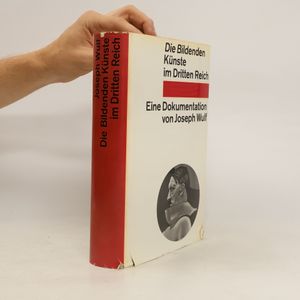 Die Bildenden
Künste
im Dritten Reich
Eine Dokumentation
von Joseph Wulf
Joseph Wulf
Die Bildenden Künste
im Dritten Reich